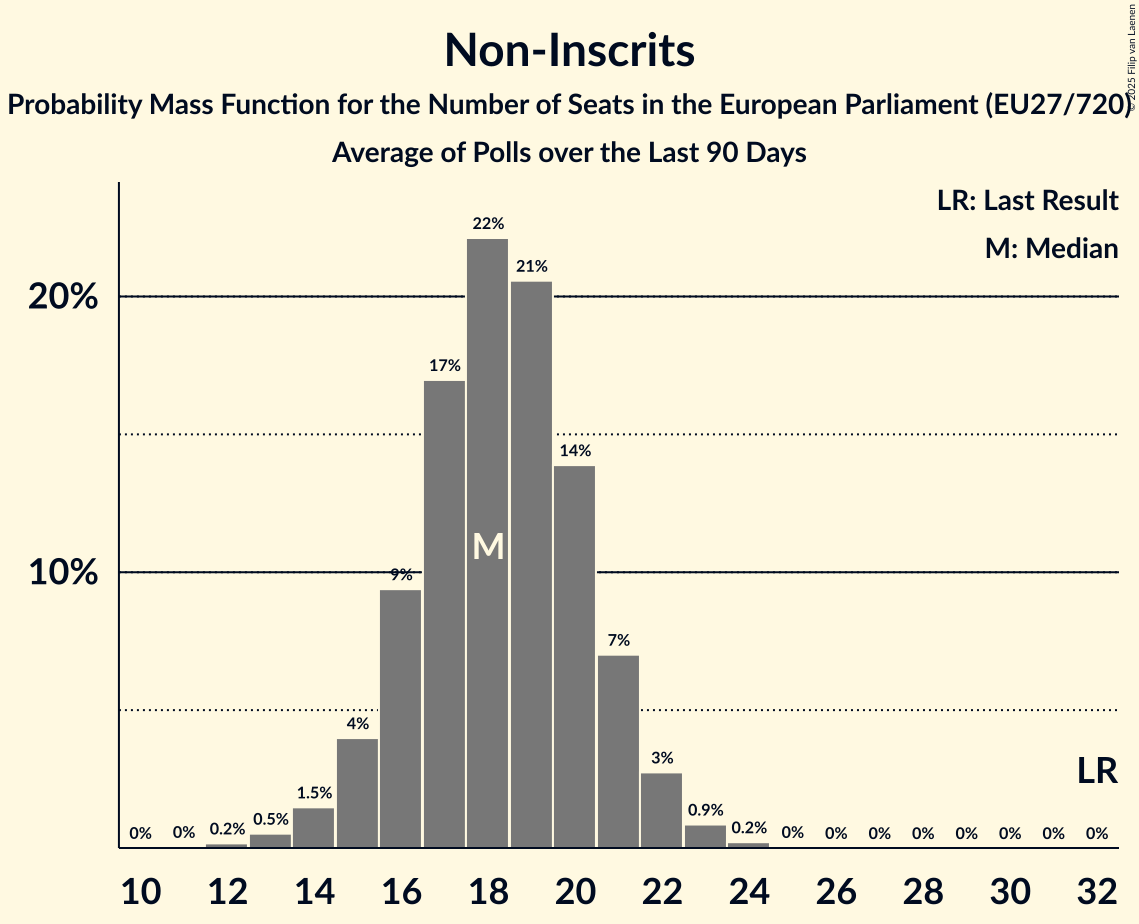 Non-Inscrits
Probability Mass Function for the Number of Seats in the European Parliament (EU27/720)
Average of Polls over the Last 90 Days
© 2025 Filip van Laenen
LR: Last Result
M: Median
22%
21%
20%
17%
14%
M
10%
9%
7%
4%
3%
LR
1.5%
0.9%
0% 0% 0.2% 0.5% 0.2% 0% 0% 0% 0% 0% 0% 0% 0%
10 12 14 16 18 20 22 24 26 28 30 32